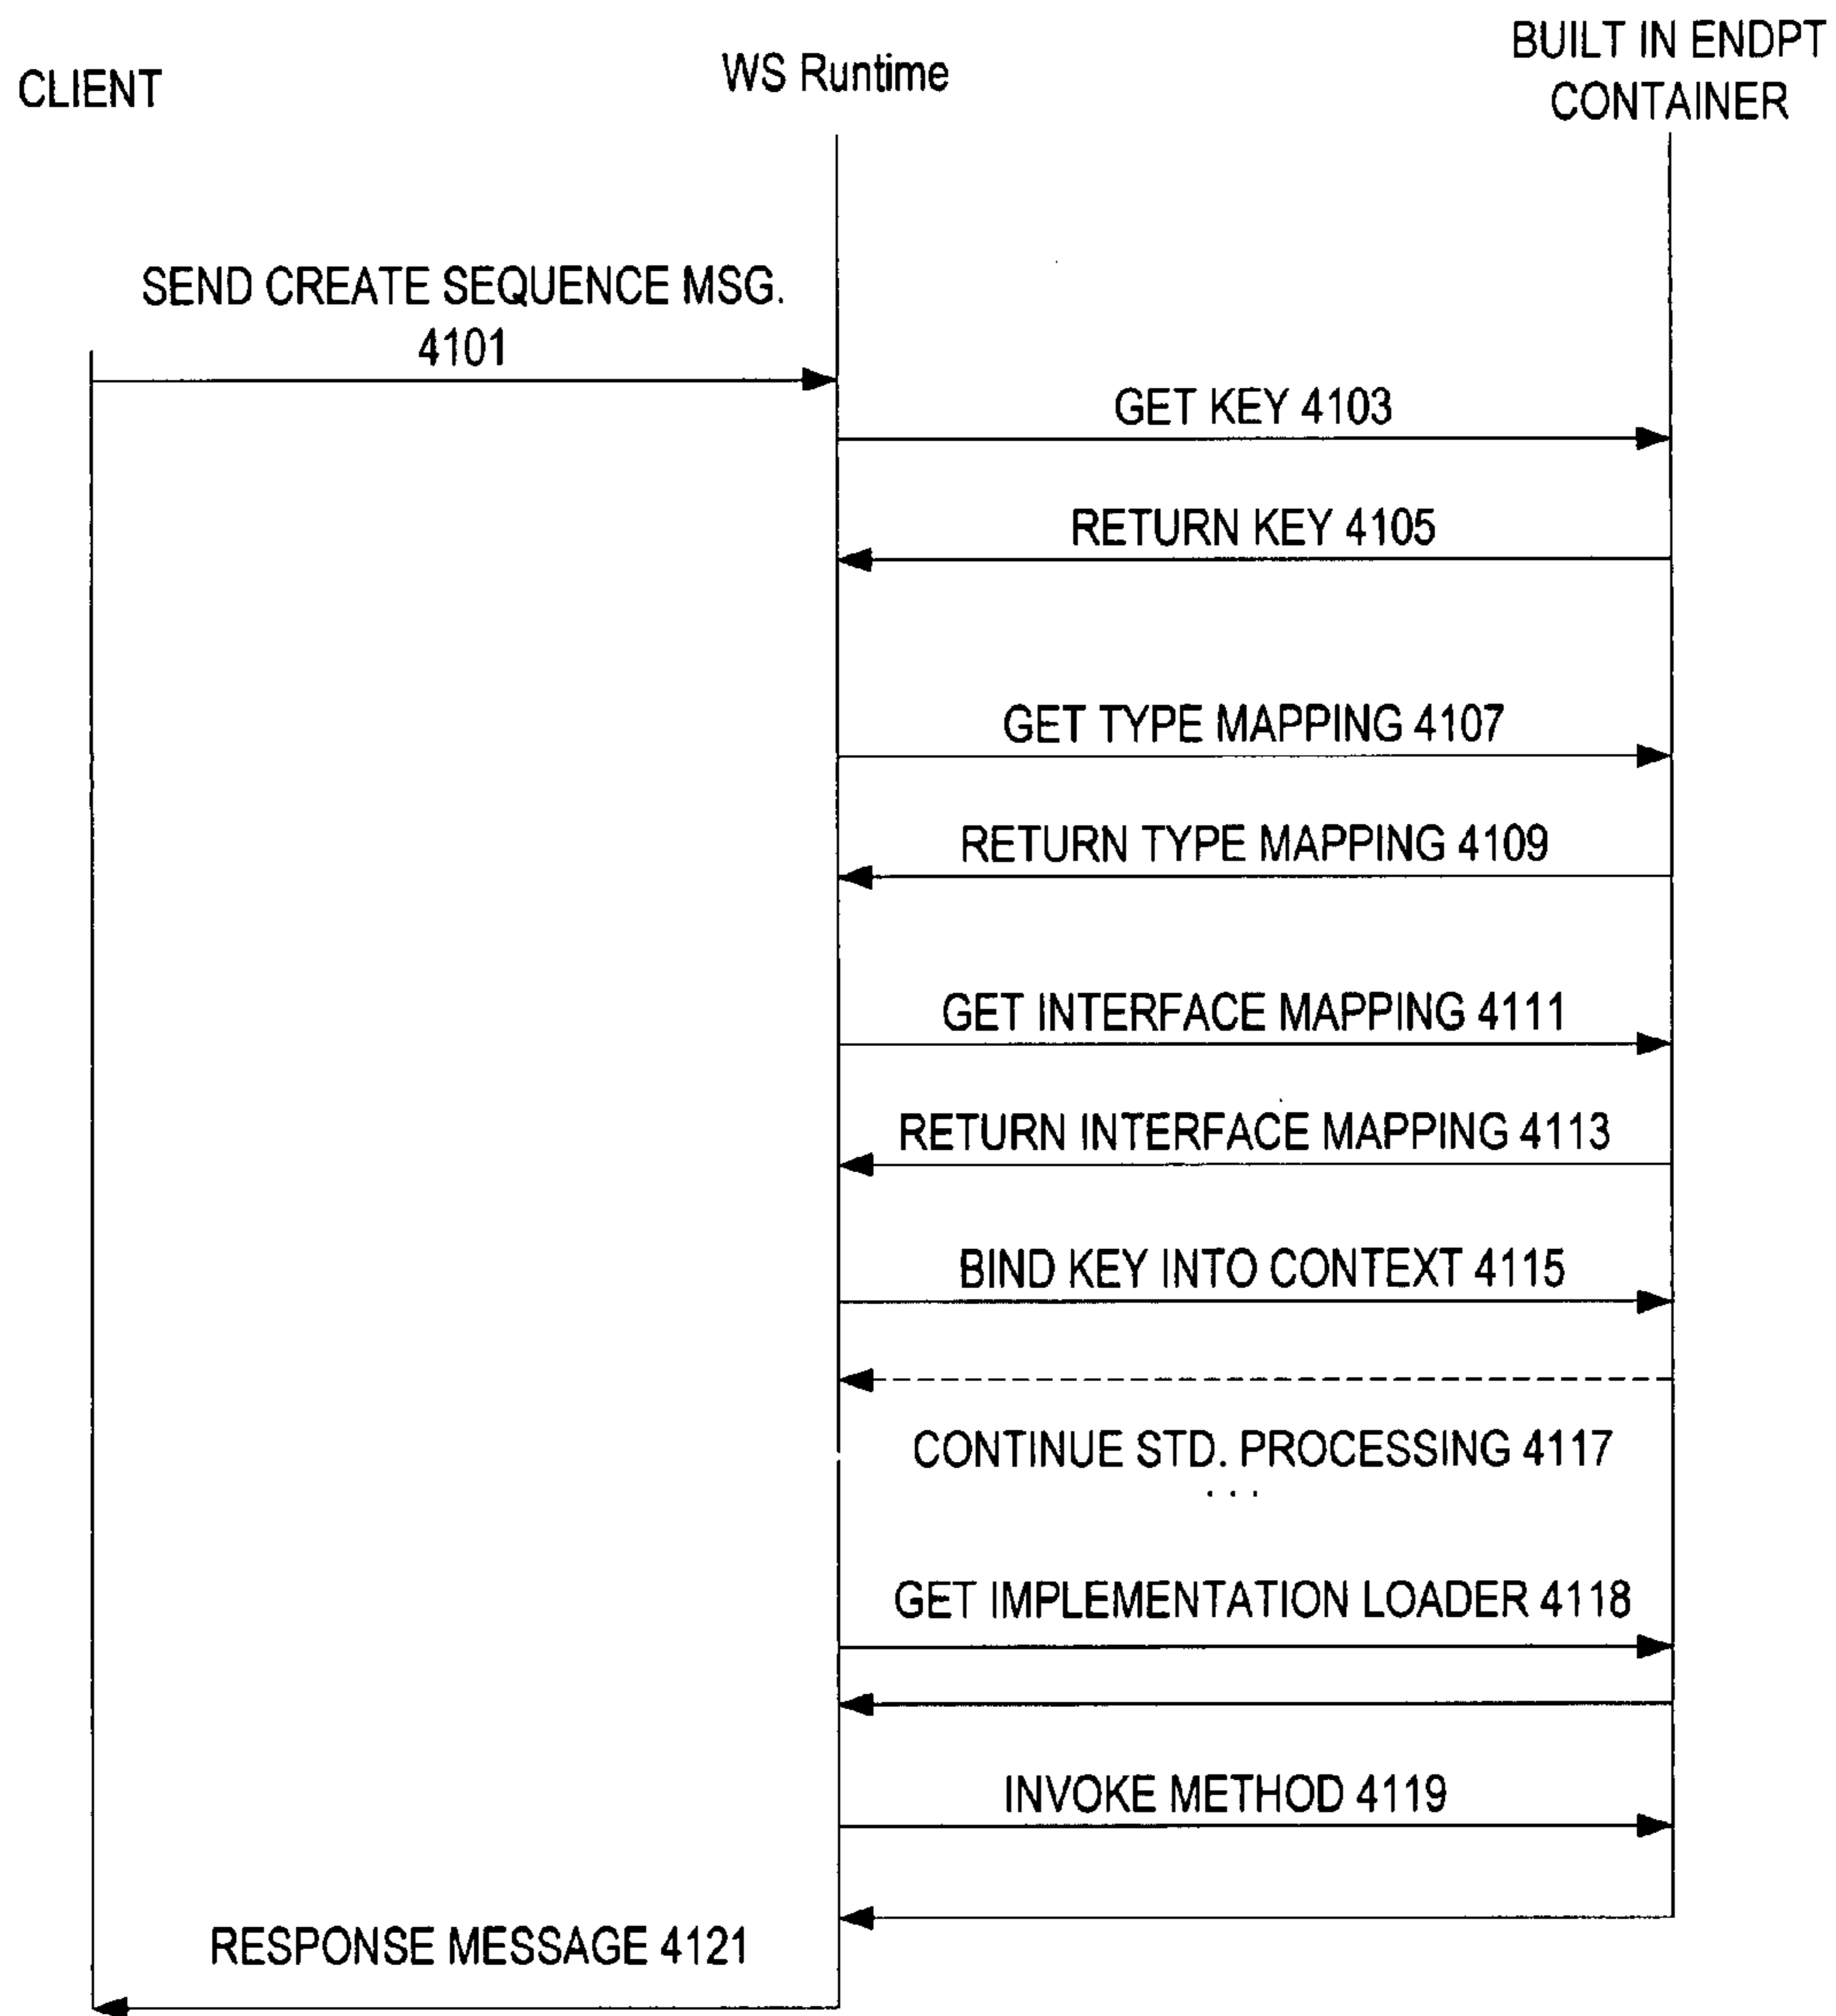 CLIENT
WS Runtime
BUILT IN ENDPT
CONTAINER
SEND CREATE SEQUENCE MSG.
4101
GET KEY 4103
RETURN KEY 4105
GET TYPE MAPPING 4107
RETURN TYPE MAPPING 4109
GET INTERFACE MAPPING 4111
RETURN INTERFACE MAPPING 4113
BIND KEY INTO CONTEXT 4115
CONTINUE STD. PROCESSING 4117
. . .
GET IMPLEMENTATION LOADER 4118
INVOKE METHOD 4119
RESPONSE MESSAGE 4121